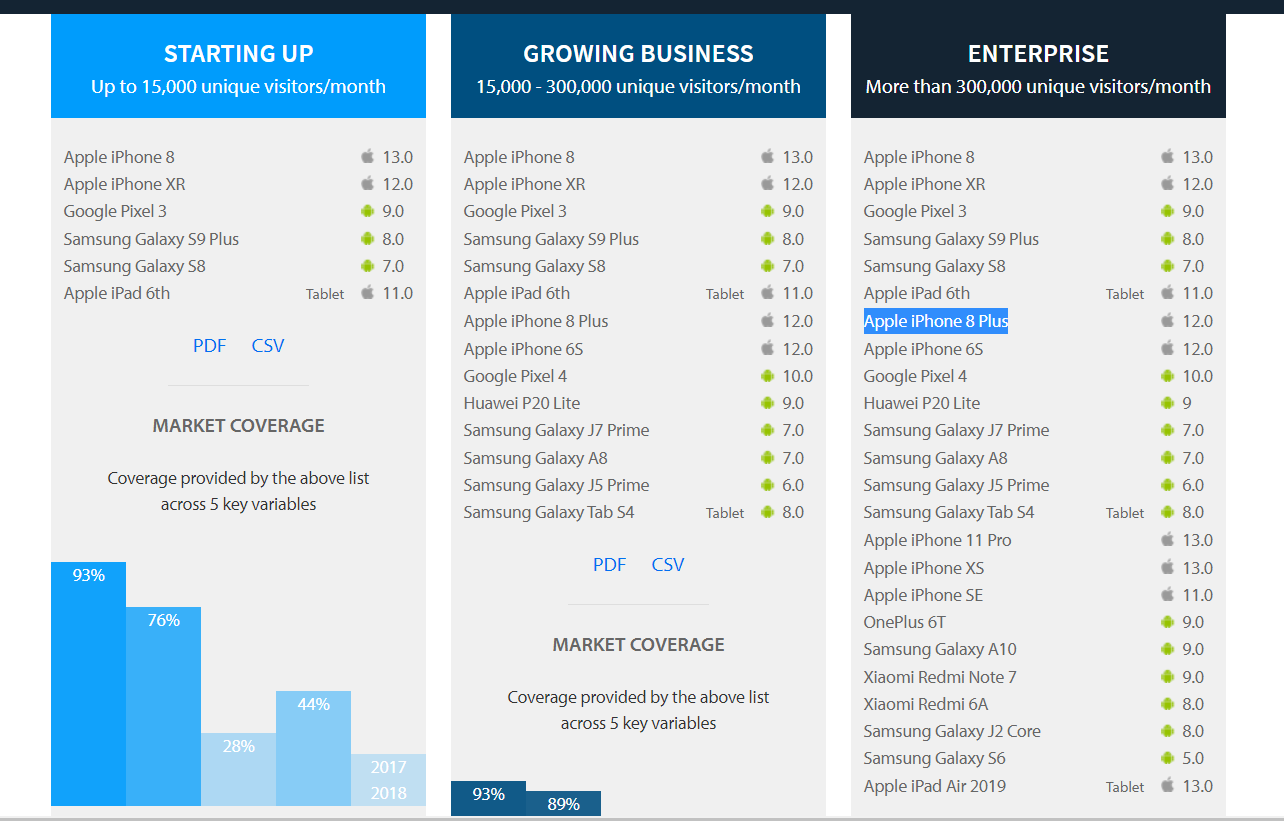 STARTING UP
Up to 15,000 unique visitors/month
Apple iPhone 8 13.0
Apple iPhone XR 12.0
Google Pixel 3 9.0
Samsung Galaxy S9 Plus 8.0
Samsung Galaxy S8 7.0
Apple iPad 6th Tablet 11.0
PDF CSV
MARKET COVERAGE
Coverage provided by the above list
across 5 key variables
93%
76%
28%
44%
2017
2018
GROWING BUSINESS
15,000 - 300,000 unique visitors/month
Apple iPhone 8 13.0
Apple iPhone XR 12.0
Google Pixel 3 9.0
Samsung Galaxy S9 Plus 8.0
Samsung Galaxy S8 7.0
Apple iPad 6th Tablet 11.0
Apple iPhone 8 Plus 12.0
Apple iPhone 6S 12.0
Google Pixel 4 10.0
Huawei P20 Lite 9.0
Samsung Galaxy J7 Prime 7.0
Samsung Galaxy A8 7.0
Samsung Galaxy J5 Prime 6.0
Samsung Galaxy Tab S4 Tablet 8.0
PDF CSV
MARKET COVERAGE
Coverage provided by the above list
across 5 key variables
93%
89%
ENTERPRISE
More than 300,000 unique visitors/month
Apple iPhone 8 13.0
Apple iPhone XR 12.0
Google Pixel 3 9.0
Samsung Galaxy S9 Plus 8.0
Samsung Galaxy S8 7.0
Apple iPad 6th Tablet 11.0
Apple iPhone 8 Plus 12.0
Apple iPhone 6S 12.0
Google Pixel 4 10.0
Huawei P20 Lite 9
Samsung Galaxy J7 Prime 7.0
Samsung Galaxy A8 7.0
Samsung Galaxy J5 Prime 6.0
Samsung Galaxy Tab S4 Tablet 8.0
Apple iPhone 11 Pro 13.0
Apple iPhone XS 13.0
Apple iPhone SE 11.0
OnePlus 6T 9.0
Samsung Galaxy A10 9.0
Xiaomi Redmi Note 7 9.0
Xiaomi Redmi 6A 8.0
Samsung Galaxy J2 Core 8.0
Samsung Galaxy S6 5.0
Apple iPad Air 2019 Tablet 13.0